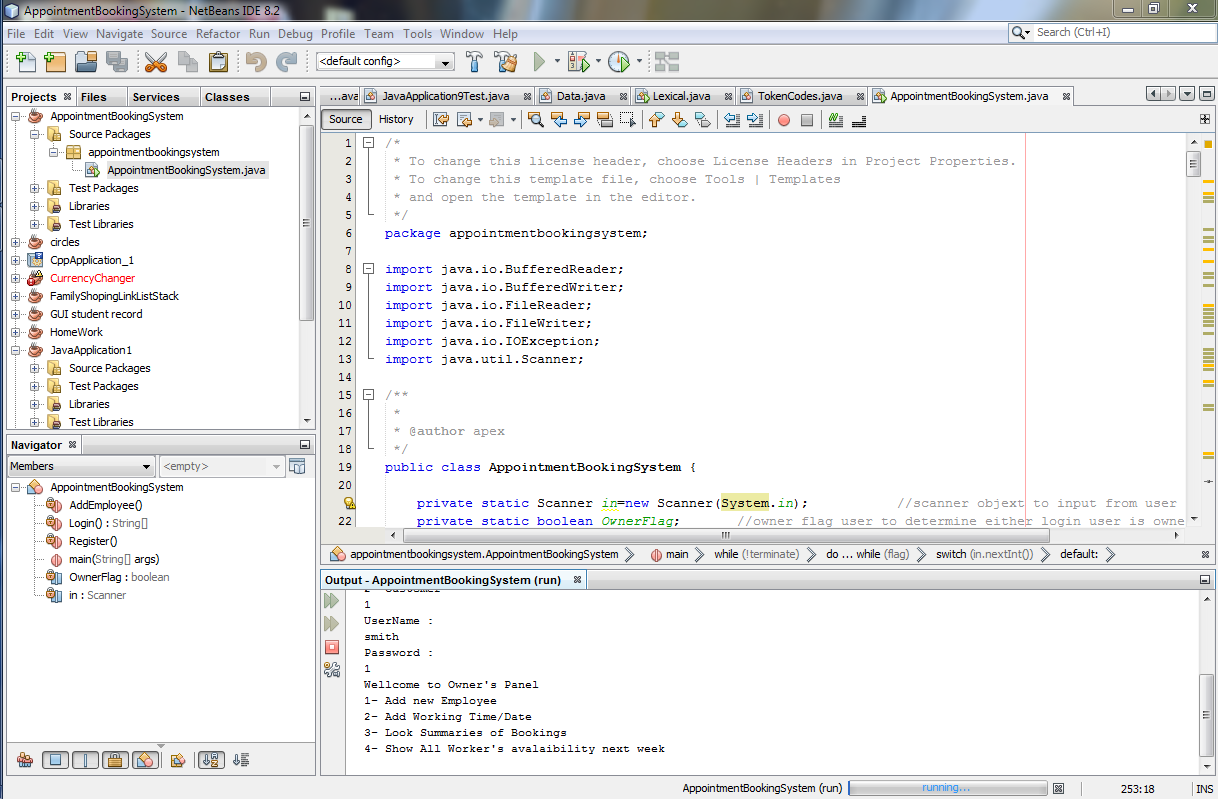 AppointmentBookingSystem - NetBeans IDE 8.2
File Edit View Navigate Source Refactor Run Debug Profile Team Tools Window Help
Search (Ctrl+I)
<default config>
Projects Files Services Classes
AppointmentBookingSystem
Source Packages
appointmentbookingsystem
AppointmentBookingSystem.java
Test Packages
Libraries
Test Libraries
circles
CppApplication_1
CurrencyChanger
FamilyShopingLinkListStack
GUI student record
HomeWork
JavaApplication1
Source Packages
Test Packages
Libraries
Test Libraries
Navigator
Members <empty>
AppointmentBookingSystem
AddEmployee()
Login() : String[]
Register()
main(String[] args)
OwnerFlag : boolean
in : Scanner
...ava JavaApplication9Test.java Data.java Lexical.java TokenCodes.java AppointmentBookingSystem.java
Source History
1 /*
2 * To change this license header, choose License Headers in Project Properties.
3 * To change this template file, choose Tools | Templates
4 * and open the template in the editor.
5 */
6 package appointmentbookingsystem;
7
8 import java.io.BufferedReader;
9 import java.io.BufferedWriter;
10 import java.io.FileReader;
11 import java.io.FileWriter;
12 import java.io.IOException;
13 import java.util.Scanner;
14
15 /**
16 *
17 * @author apex
18 */
19 public class AppointmentBookingSystem {
20
private static Scanner in=new Scanner(System.in); //scanner objext to input from user
22 private static boolean OwnerFlag; //owner flag user to determine either login user is owne
appointmentbookingsystem.AppointmentBookingSystem main while (!terminate) do ... while (flag) switch (in.nextInt()) default:
Output - AppointmentBookingSystem (run)
2- Customer
1
UserName :
smith
Password :
1
Wellcome to Owner's Panel
1- Add new Employee
2- Add Working Time/Date
3- Look Summaries of Bookings
4- Show All Worker's avalaibility next week
AppointmentBookingSystem (run) running... 253:18 INS